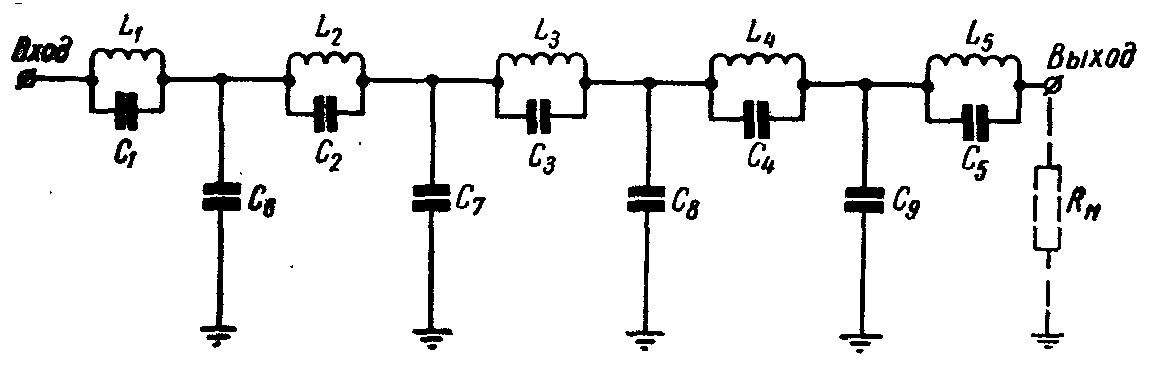 Вход L₁ L₂ L₃ L₄ L₅ Выход
C₁ C₂ C₃ C₄ C₅
C₆ C₇ C₈ C₉ Rн